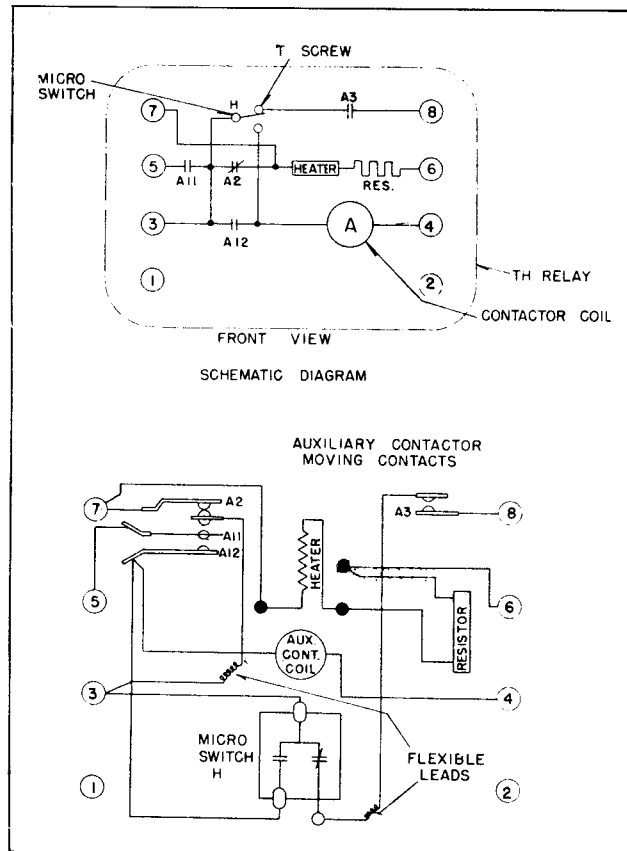 T SCREW
MICRO
SWITCH
H
A3
7
8
5
A11
A2
HEATER
RES.
6
3
A12
A
4
1
2
TH RELAY
CONTACTOR COIL
FRONT VIEW
SCHEMATIC DIAGRAM
AUXILIARY CONTACTOR
MOVING CONTACTS
7
A2
A3
8
A11
A12
HEATER
5
6
RESISTOR
AUX.
CONT.
COIL
3
4
MICRO
SWITCH
H
FLEXIBLE
LEADS
1
2